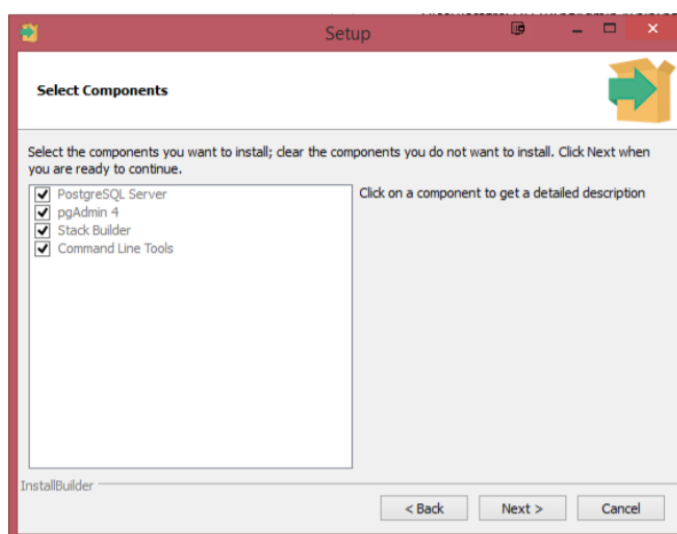 Setup
Select Components
Select the components you want to install; clear the components you do not want to install. Click Next when
you are ready to continue.
PostgreSQL Server
pgAdmin 4
Stack Builder
Command Line Tools
Click on a component to get a detailed description
InstallBuilder
< Back
Next >
Cancel